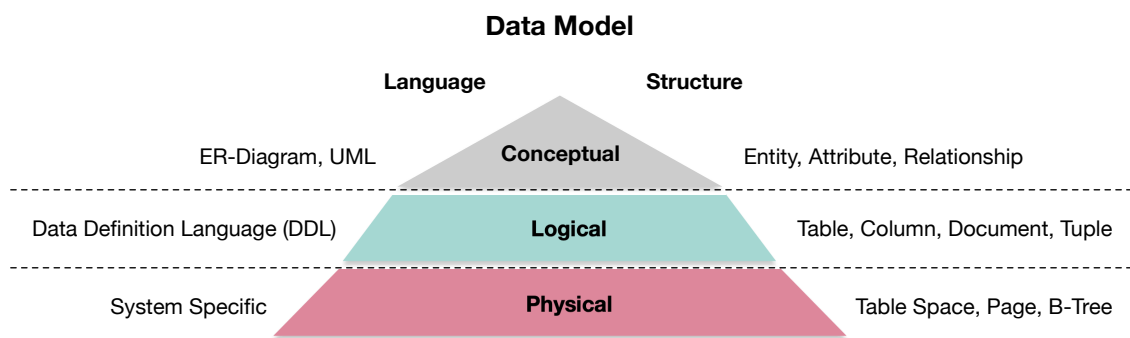 Data Model
Language Structure
ER-Diagram, UML Conceptual Entity, Attribute, Relationship
Data Definition Language (DDL) Logical Table, Column, Document, Tuple
System Specific Physical Table Space, Page, B-Tree